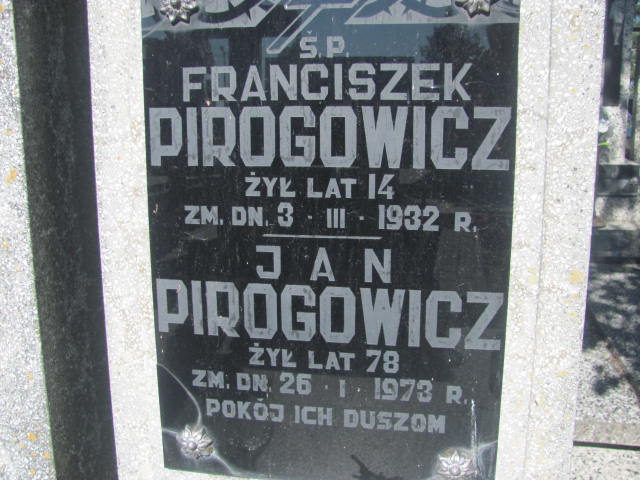 Ś.P.
FRANCISZEK
PIROGOWICZ
ŻYŁ LAT 14
ZM. DN. 3 · III · 1932 R.
JAN
PIROGOWICZ
ŻYŁ LAT 78
ZM. DN. 26 · I · 1973 R.
POKÓJ ICH DUSZOM